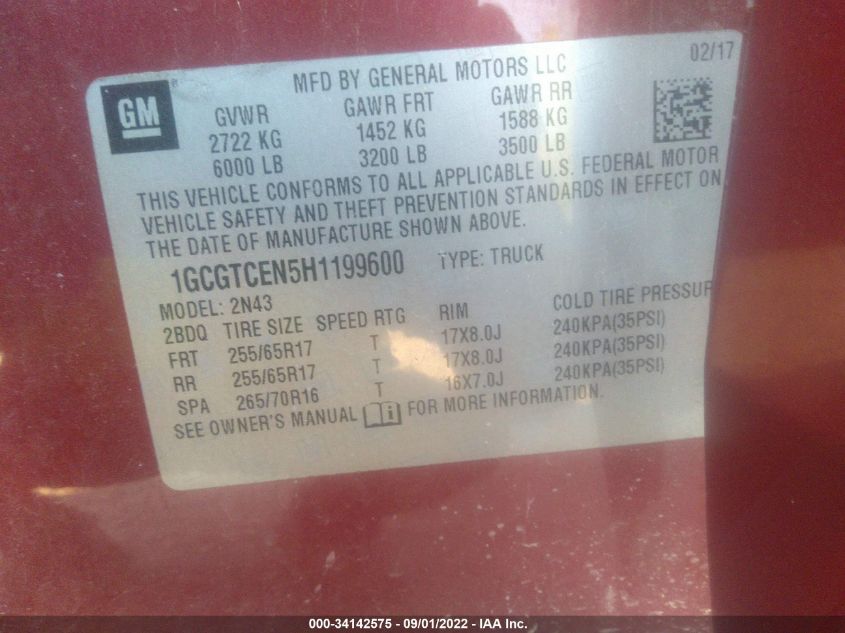 MFD BY GENERAL MOTORS LLC 02/17
GM
GVWR GAWR FRT GAWR RR
2722 KG 1452 KG 1588 KG
6000 LB 3200 LB 3500 LB
THIS VEHICLE CONFORMS TO ALL APPLICABLE U.S. FEDERAL MOTOR
VEHICLE SAFETY AND THEFT PREVENTION STANDARDS IN EFFECT ON
THE DATE OF MANUFACTURE SHOWN ABOVE.
1GCGTCEN5H1199600 TYPE: TRUCK
MODEL: 2N43
2BDQ TIRE SIZE SPEED RTG RIM COLD TIRE PRESSUR
FRT 255/65R17 T 17X8.0J 240KPA(35PSI)
RR 255/65R17 T 17X8.0J 240KPA(35PSI)
SPA 265/70R16 T 16X7.0J 240KPA(35PSI)
SEE OWNER'S MANUAL i FOR MORE INFORMATION.
000-34142575 - 09/01/2022 - IAA Inc.